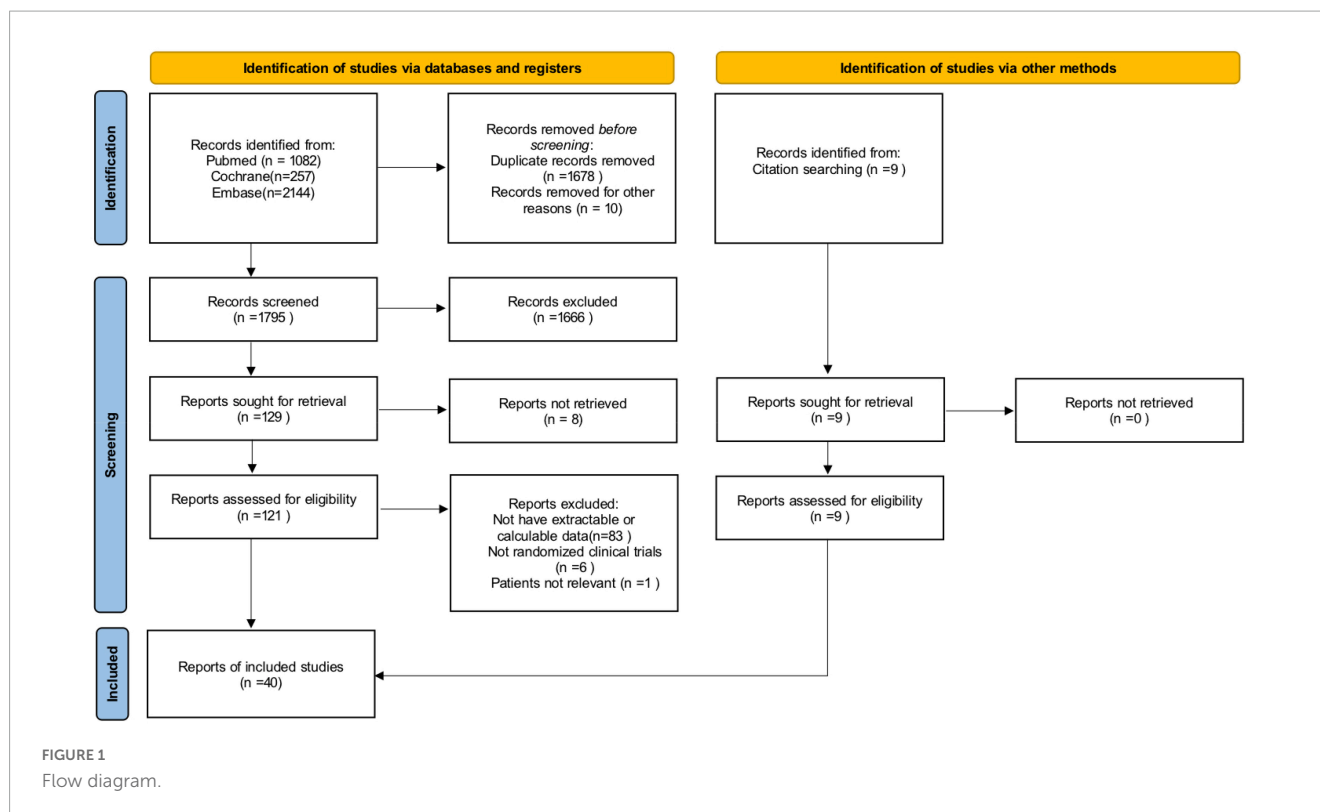 Identification of studies via databases and registers
Identification of studies via other methods
Identification
Records identified from:
Pubmed (n = 1082)
Cochrane(n=257)
Embase(n=2144)
Records removed before
screening:
Duplicate records removed
(n =1678 )
Records removed for other
reasons (n = 10)
Records identified from:
Citation searching (n =9 )
Screening
Records screened
(n =1795 )
Records excluded
(n =1666 )
Reports sought for retrieval
(n =129 )
Reports not retrieved
(n = 8)
Reports sought for retrieval
(n =9 )
Reports not retrieved
(n =0 )
Reports assessed for eligibility
(n =121 )
Reports excluded:
Not have extractable or
calculable data(n=83 )
Not randomized clinical trials
(n =6 )
Patients not relevant (n =1 )
Reports assessed for eligibility
(n =9 )
Included
Reports of included studies
(n =40)
FIGURE 1
Flow diagram.